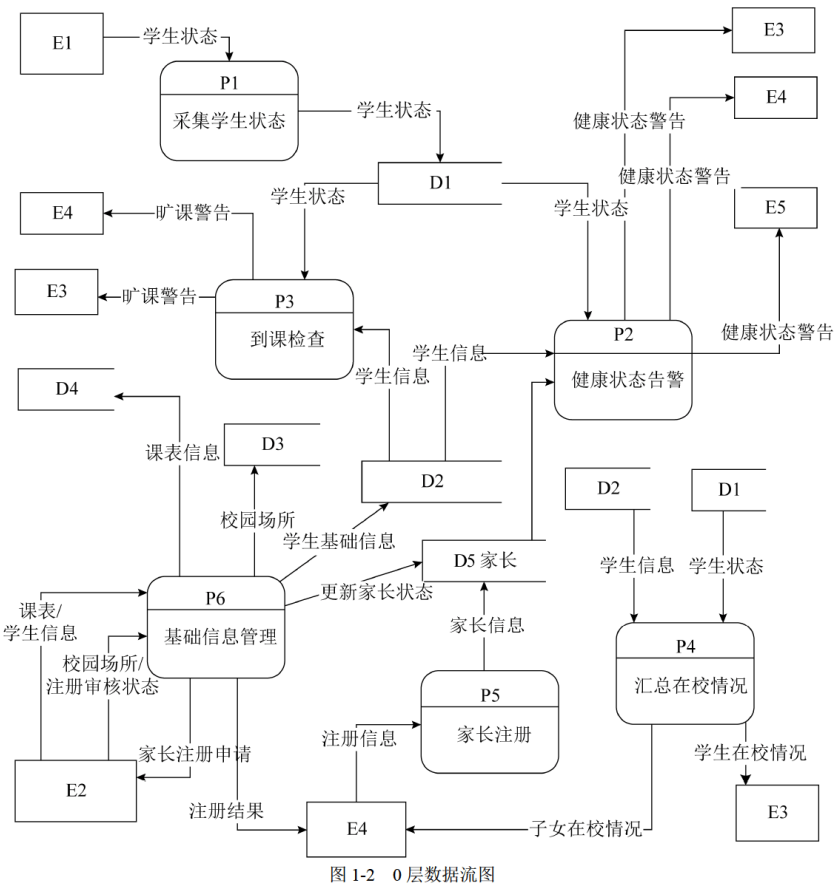 E1
学生状态
E3
P1
采集学生状态
学生状态
E4
健康状态警告
健康状态警告
D1
学生状态
学生状态
E4
旷课警告
E5
E3
旷课警告
P3
到课检查
P2
健康状态告警
健康状态警告
学生信息
学生信息
D4
D3
课表信息
D2
D2
D1
校园场所
学生基础信息
D5 家长
学生信息
学生状态
P6
基础信息管理
更新家长状态
课表/
学生信息
家长信息
P4
汇总在校情况
校园场所/
注册审核状态
P5
家长注册
注册信息
家长注册申请
学生在校情况
E2
注册结果
E4
子女在校情况
E3
图 1-2 0 层数据流图